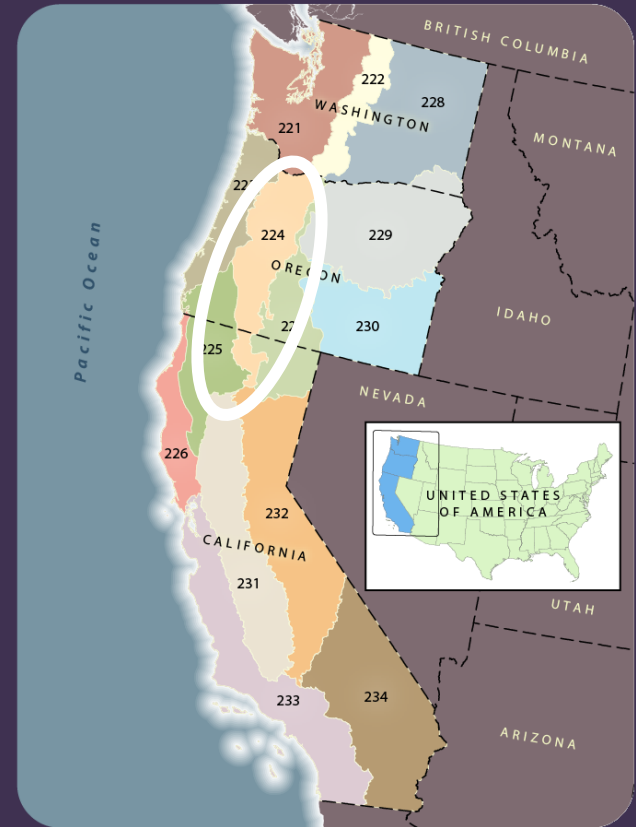 BRITISH COLUMBIA
222
228
WASHINGTON
221
MONTANA
224
229
OREGON
Pacific Ocean
IDAHO
230
225
NEVADA
226
UNITED STATES
OF AMERICA
232
CALIFORNIA
231
UTAH
233
234
ARIZONA